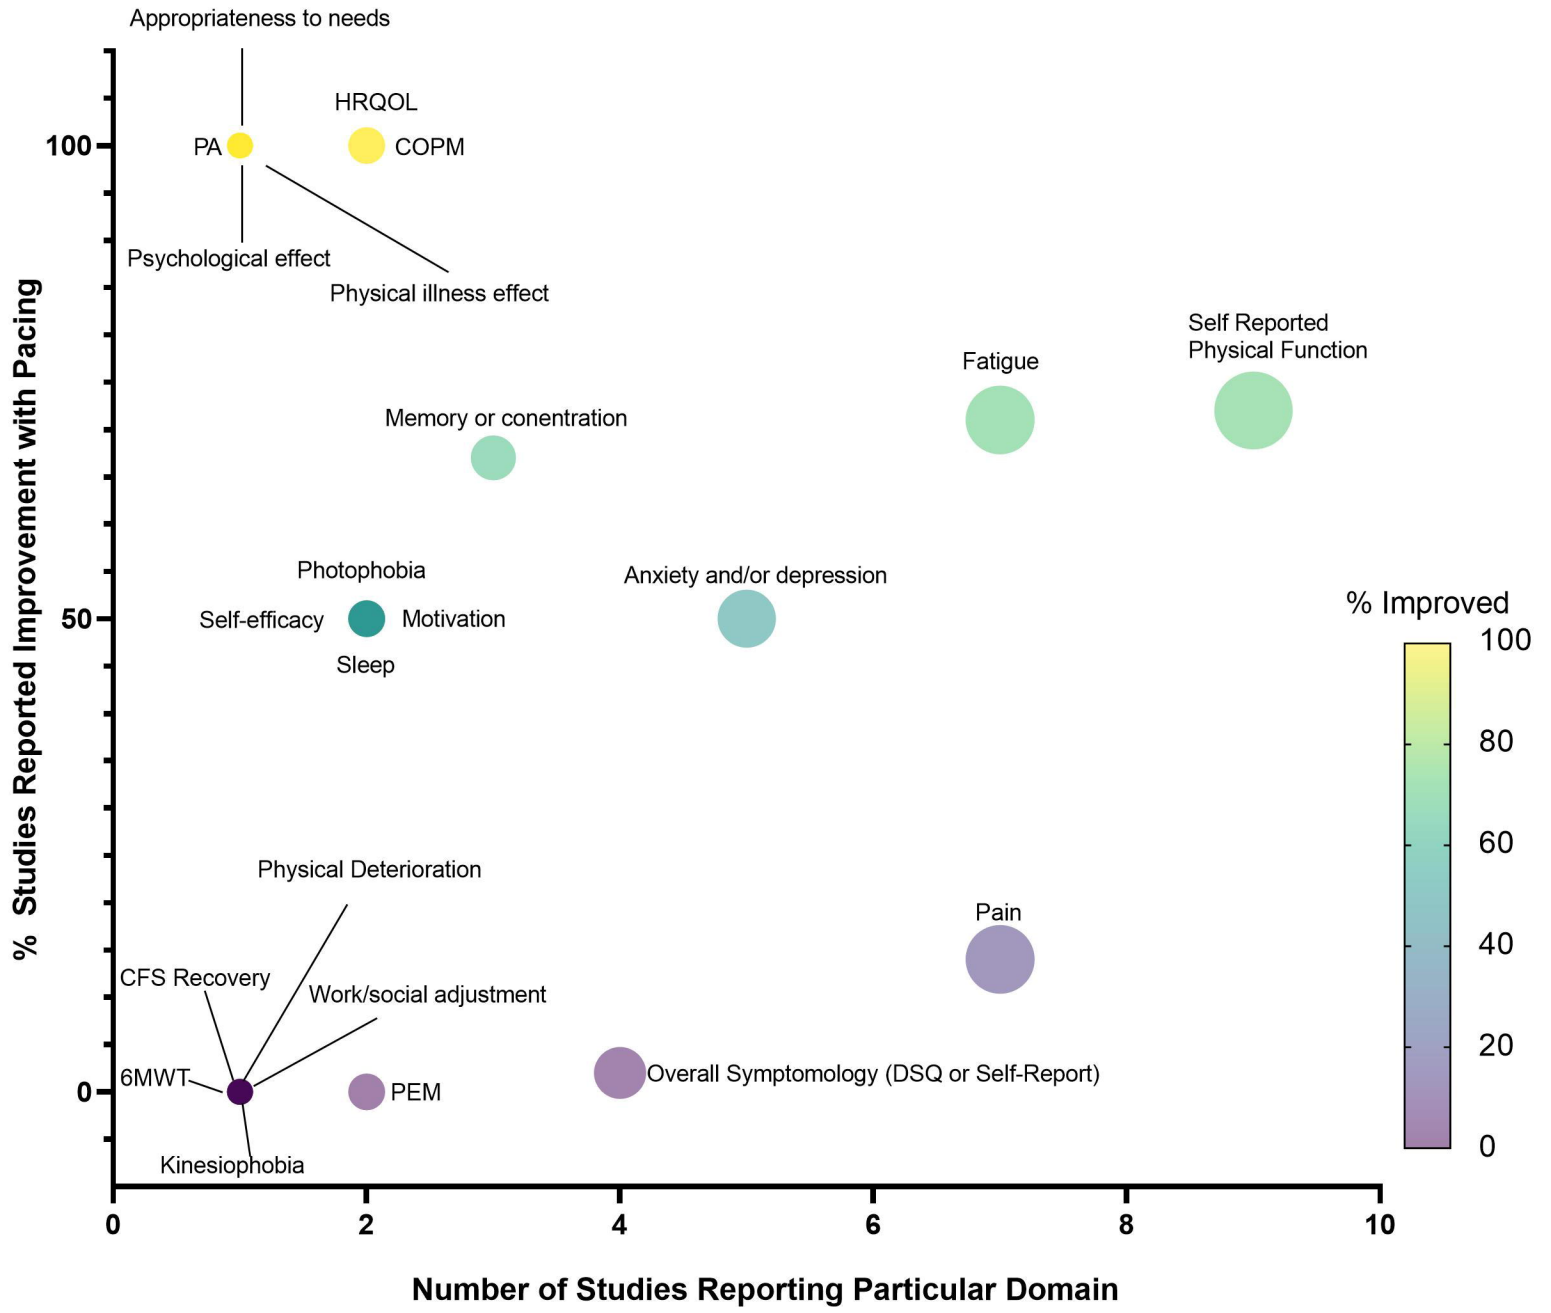 Appropriateness to needs
HRQOL
100
PA
COPM
Psychological effect
Physical illness effect
Self Reported
Physical Function
Fatigue
Memory or conentration
Photophobia
Anxiety and/or depression
50
Self-efficacy
Motivation
Sleep
% Improved
100
80
60
40
20
0
Physical Deterioration
Pain
CFS Recovery
Work/social adjustment
6MWT
0
PEM
Overall Symptomology (DSQ or Self-Report)
Kinesiophobia
0
2
4
6
8
10
Number of Studies Reporting Particular Domain
% Studies Reported Improvement with Pacing